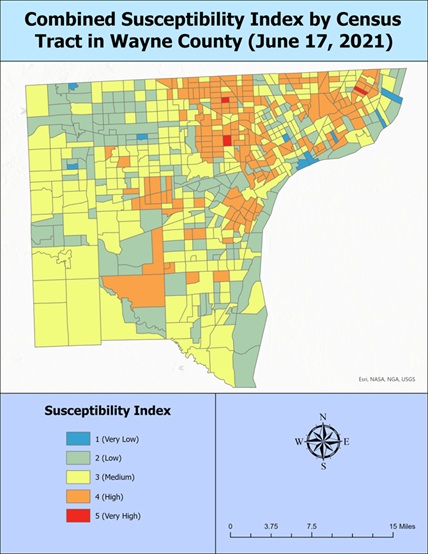 Combined Susceptibility Index by Census
Tract in Wayne County (June 17, 2021)
Esri, NASA, NGA, USGS
Susceptibility Index
1 (Very Low)
2 (Low)
3 (Medium)
4 (High)
5 (Very High)
N
W E
S
0 3.75 7.5 15 Miles